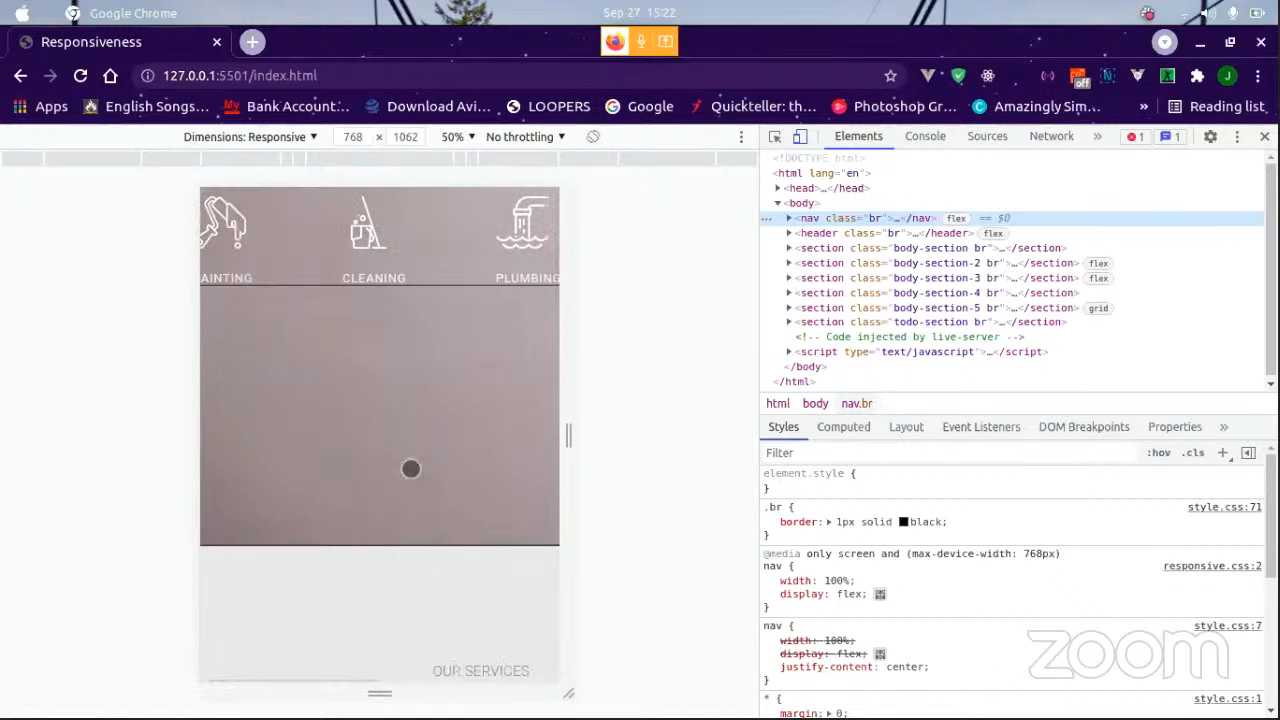 Google Chrome
Sep 27 15:22
Responsiveness
127.0.0.1:5501/index.html
off
J
Apps
English Songs...
Bank Account...
Download Avi...
LOOPERS
Google
Quickteller: th...
Photoshop Gr...
Amazingly Sim...
»
Reading list
Dimensions: Responsive
768
×
1062
50%
No throttling
Elements
Console
Sources
Network
»
1
1
<!DOCTYPE html>
<html lang="en">
<head>…</head>
<body>
<nav class="br">…</nav> flex == $0
<header class="br">…</header> flex
<section class="body-section br">…</section>
<section class="body-section-2 br">…</section> flex
<section class="body-section-3 br">…</section> flex
<section class="body-section-4 br">…</section>
<section class="body-section-5 br">…</section> grid
<section class="todo-section br">…</section>
<!-- Code injected by live-server -->
<script type="text/javascript">…</script>
</body>
</html>
html body nav.br
Styles
Computed
Layout
Event Listeners
DOM Breakpoints
Properties
»
Filter
:hov .cls +
element.style {
}
.br {
style.css:71
border: 1px solid black;
}
@media only screen and (max-device-width: 768px)
nav {
responsive.css:2
width: 100%;
display: flex;
}
nav {
style.css:7
width: 100%;
display: flex;
justify-content: center;
}
* {
style.css:1
margin: 0;
AINTING
CLEANING
PLUMBING
OUR SERVICES
zoom